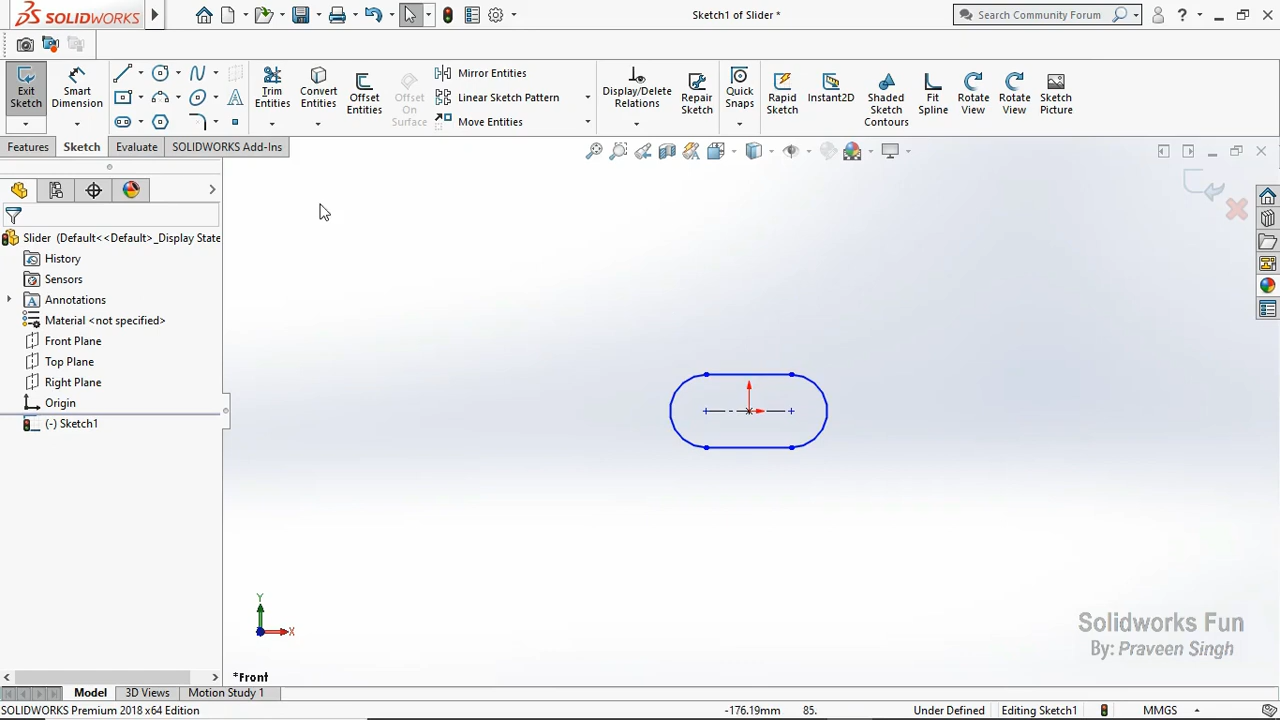 SOLIDWORKS
Sketch1 of Slider *
Search Community Forum
?
Exit Sketch
Smart Dimension
Trim Entities
Convert Entities
Offset Entities
Offset On Surface
Mirror Entities
Linear Sketch Pattern
Move Entities
Display/Delete Relations
Repair Sketch
Quick Snaps
Rapid Sketch
Instant2D
Shaded Sketch Contours
Fit Spline
Rotate View
Rotate View
Sketch Picture
Features
Sketch
Evaluate
SOLIDWORKS Add-Ins
Slider (Default<<Default>_Display State
History
Sensors
Annotations
Material <not specified>
Front Plane
Top Plane
Right Plane
Origin
(-) Sketch1
Y
X
*Front
Solidworks Fun
By: Praveen Singh
Model
3D Views
Motion Study 1
SOLIDWORKS Premium 2018 x64 Edition
-176.19mm
85.
Under Defined
Editing Sketch1
MMGS